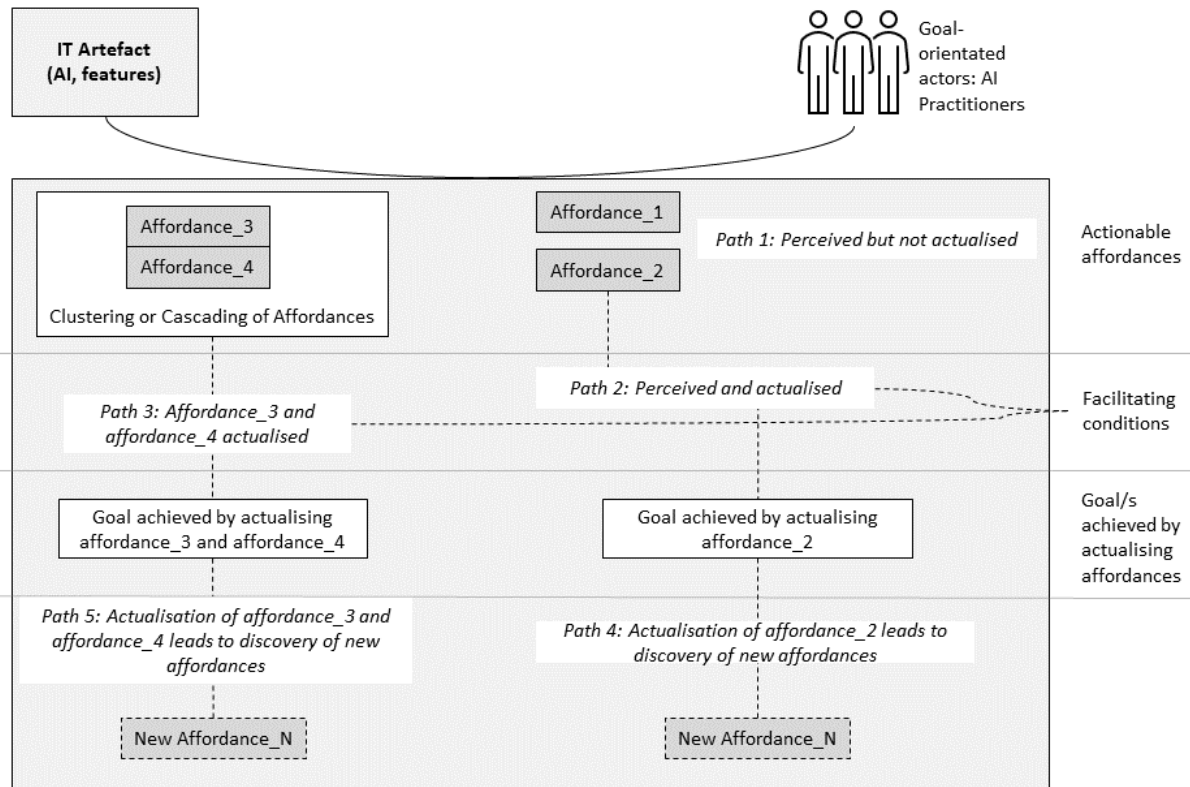 IT Artefact
(AI, features)
Goal-
orientated
actors: AI
Practitioners
Affordance_3
Affordance_4
Clustering or Cascading of Affordances
Affordance_1
Affordance_2
Path 1: Perceived but not actualised
Actionable
affordances
Path 2: Perceived and actualised
Path 3: Affordance_3 and
affordance_4 actualised
Facilitating
conditions
Goal achieved by actualising
affordance_3 and affordance_4
Goal achieved by actualising
affordance_2
Goal/s
achieved by
actualising
affordances
Path 5: Actualisation of affordance_3 and
affordance_4 leads to discovery of new
affordances
Path 4: Actualisation of affordance_2 leads to
discovery of new affordances
New Affordance_N
New Affordance_N